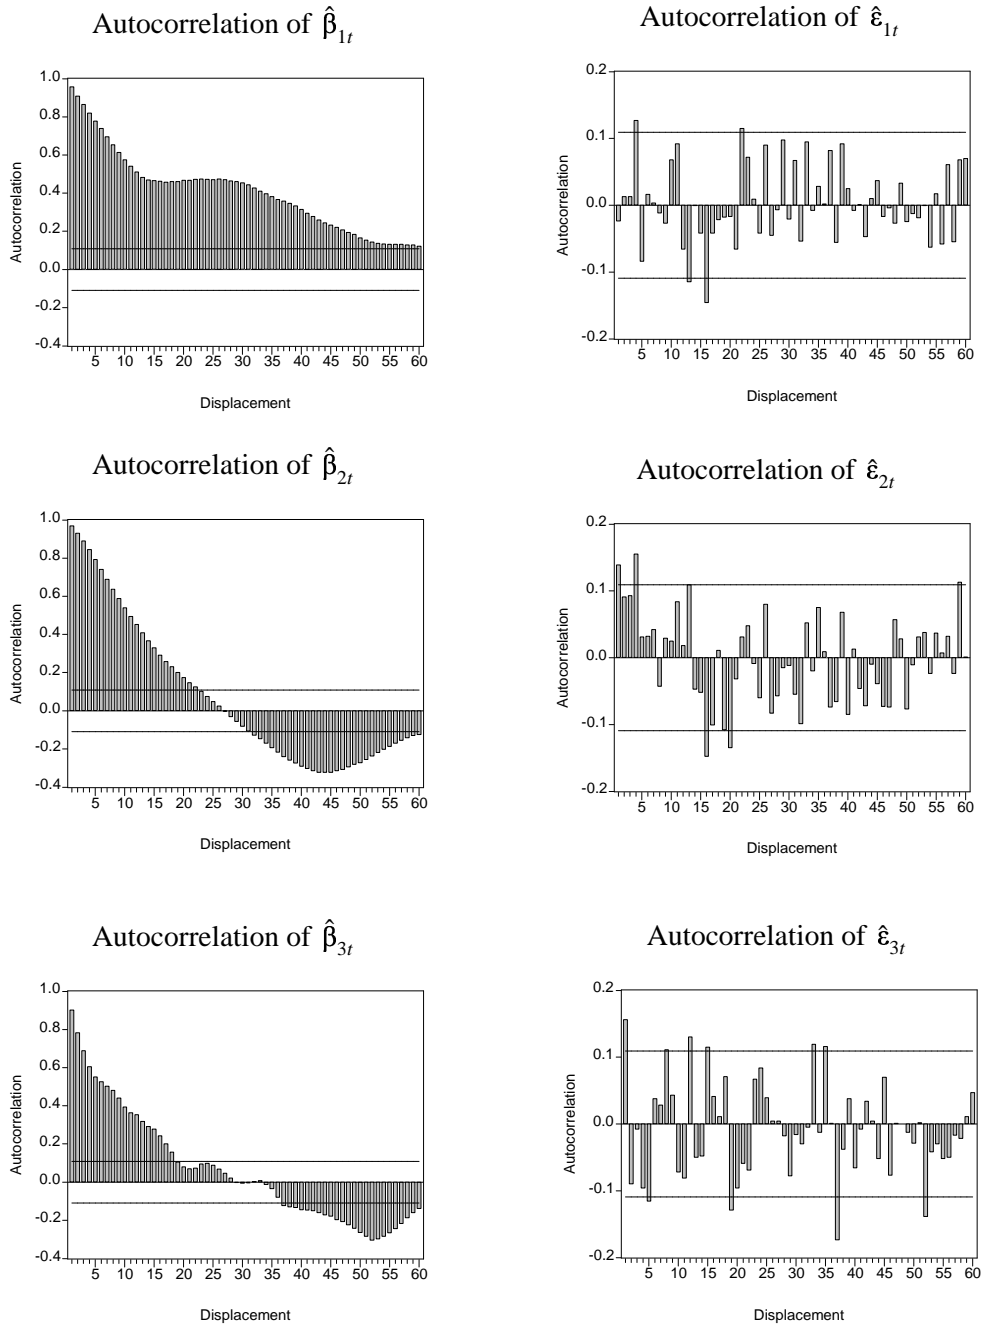 Autocorrelation of β̂1t
1.0
0.8
0.6
0.4
0.2
0.0
-0.2
-0.4
Autocorrelation
5 10 15 20 25 30 35 40 45 50 55 60
Displacement
Autocorrelation of ε̂1t
0.2
0.1
0.0
-0.1
-0.2
Autocorrelation
5 10 15 20 25 30 35 40 45 50 55 60
Displacement
Autocorrelation of β̂2t
1.0
0.8
0.6
0.4
0.2
0.0
-0.2
-0.4
Autocorrelation
5 10 15 20 25 30 35 40 45 50 55 60
Displacement
Autocorrelation of ε̂2t
0.2
0.1
0.0
-0.1
-0.2
Autocorrelation
5 10 15 20 25 30 35 40 45 50 55 60
Displacement
Autocorrelation of β̂3t
1.0
0.8
0.6
0.4
0.2
0.0
-0.2
-0.4
Autocorrelation
5 10 15 20 25 30 35 40 45 50 55 60
Displacement
Autocorrelation of ε̂3t
0.2
0.1
0.0
-0.1
-0.2
Autocorrelation
5 10 15 20 25 30 35 40 45 50 55 60
Displacement